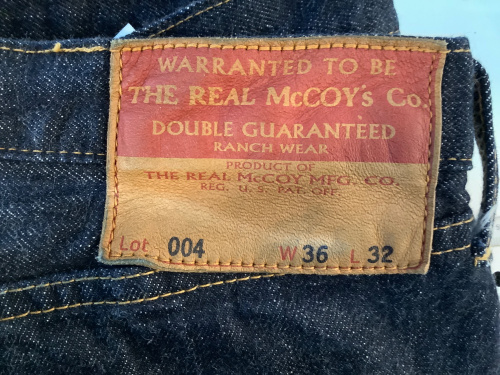 WARRANTED TO BE
THE REAL McCOY's Co.
DOUBLE GUARANTEED
RANCH WEAR
PRODUCT OF
THE REAL McCOY MFG. CO.
REG. U.S. PAT. OFF.
Lot 004 W 36 L 32